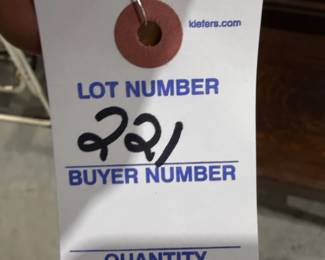 kiefers.com
LOT NUMBER
221
BUYER NUMBER
QUANTITY